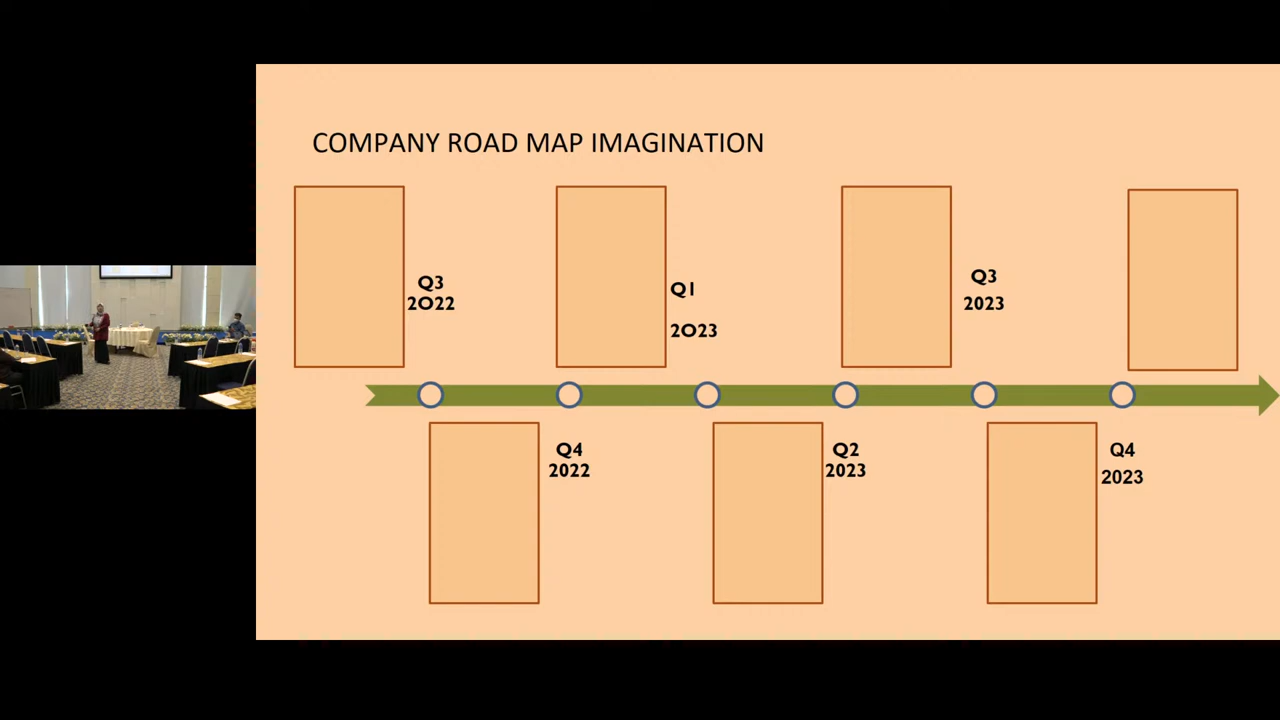 COMPANY ROAD MAP IMAGINATION
Q3
2O22
Q1
2O23
Q3
2023
Q4
2022
Q2
2023
Q4
2023